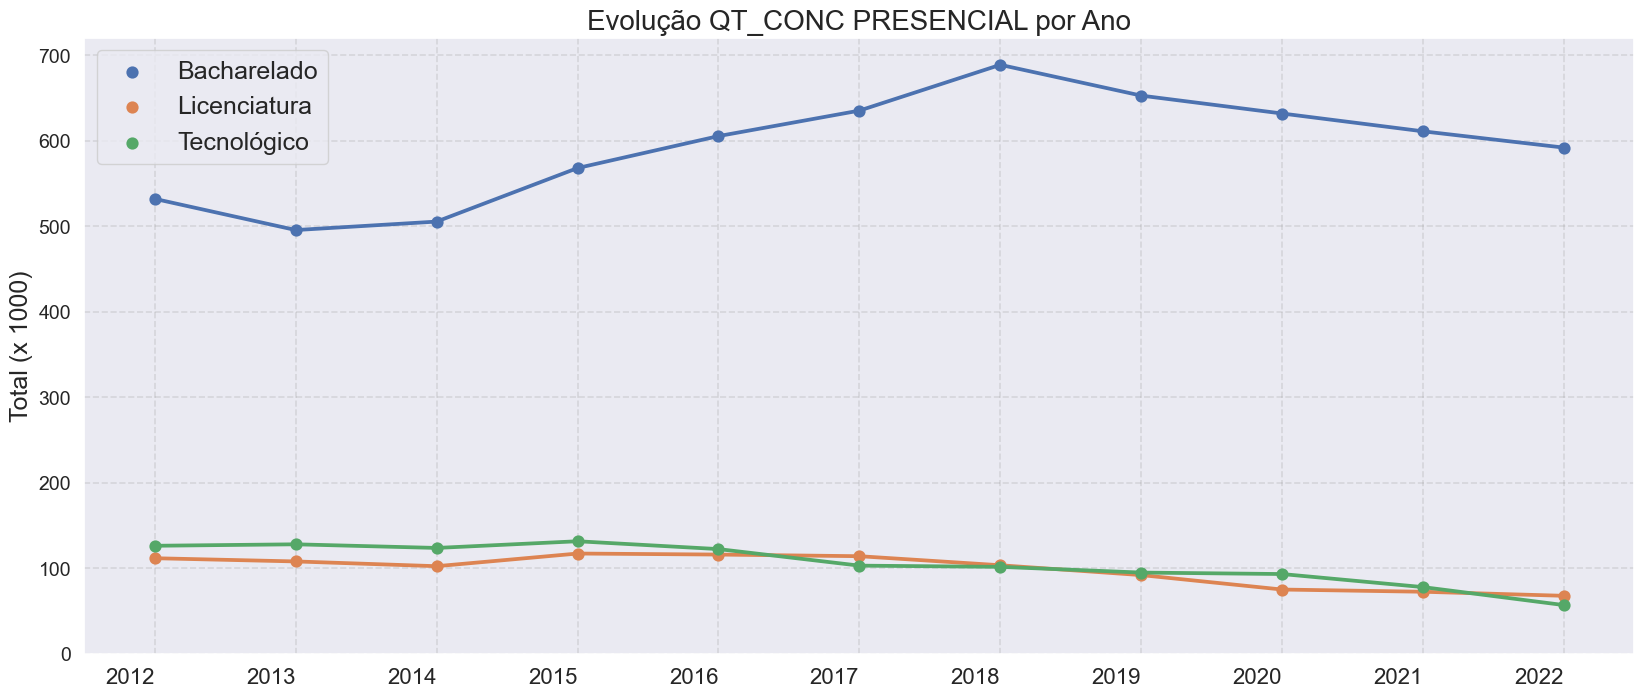 Evolução QT_CONC PRESENCIAL por Ano
Bacharelado
Licenciatura
Tecnológico
Total (x 1000)
700
600
500
400
300
200
100
0
2012 2013 2014 2015 2016 2017 2018 2019 2020 2021 2022